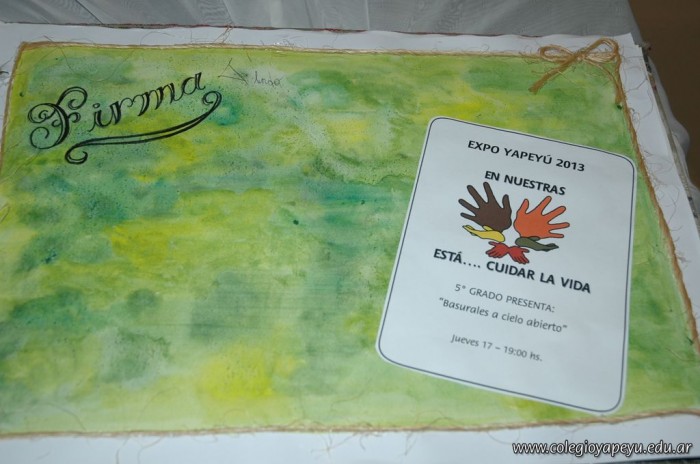 Firma
EXPO YAPEYÚ 2013
EN NUESTRAS
ESTÁ.... CUIDAR LA VIDA
5° GRADO PRESENTA:
"Basurales a cielo abierto"
Jueves 17 – 19:00 hs.
www.colegioyapeyu.edu.ar